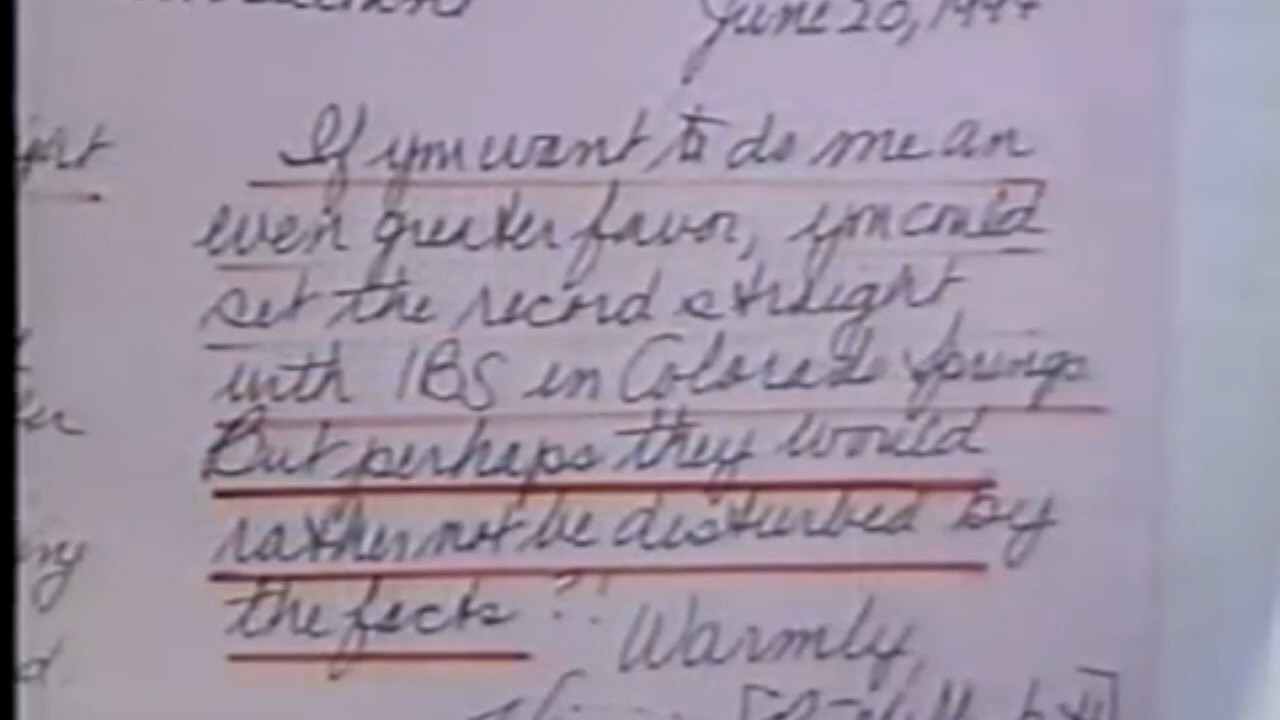 June 20, 1994
If you want to do me an
even greater favor, you could
set the record straight
with IBS in Colorado Springs
But perhaps they would
rather not be disturbed by
the facts?!
Warmly,